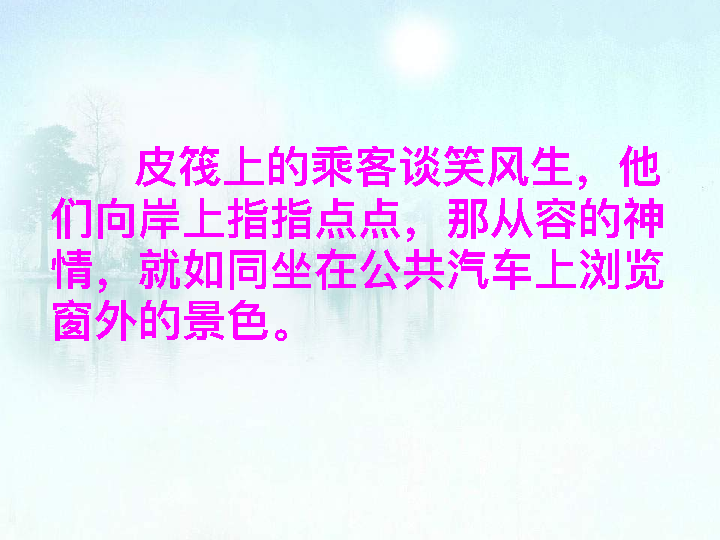 皮筏上的乘客谈笑风生，他
们向岸上指指点点，那从容的神
情，就如同坐在公共汽车上浏览
窗外的景色。